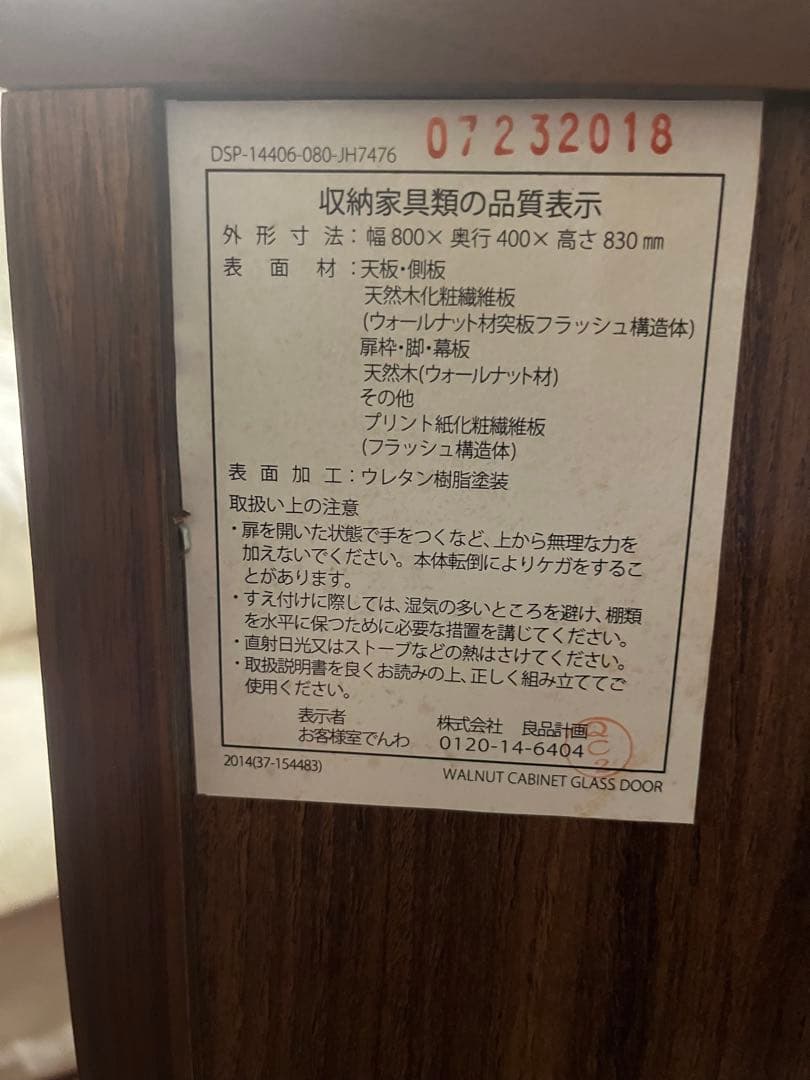 DSP-14406-080-JH7476 07232018
収納家具類の品質表示
外形寸法：幅800×奥行400×高さ830㎜
表面材：天板・側板
天然木化粧繊維板
(ウォールナット材突板フラッシュ構造体)
扉枠・脚・幕板
天然木(ウォールナット材)
その他
プリント紙化粧繊維板
(フラッシュ構造体)
表面加工：ウレタン樹脂塗装
取扱い上の注意
・扉を開いた状態で手をつくなど、上から無理な力を
加えないでください。本体転倒によりケガをするこ
とがあります。
・すえ付けに際しては、湿気の多いところを避け、棚類
を水平に保つために必要な措置を講じてください。
・直射日光又はストーブなどの熱はさけてください。
・取扱説明書を良くお読みの上、正しく組み立ててご
使用ください。
表示者 株式会社 良品計画
お客様室でんわ 0120-14-6404
QC
2014(37-154483) WALNUT CABINET GLASS DOOR